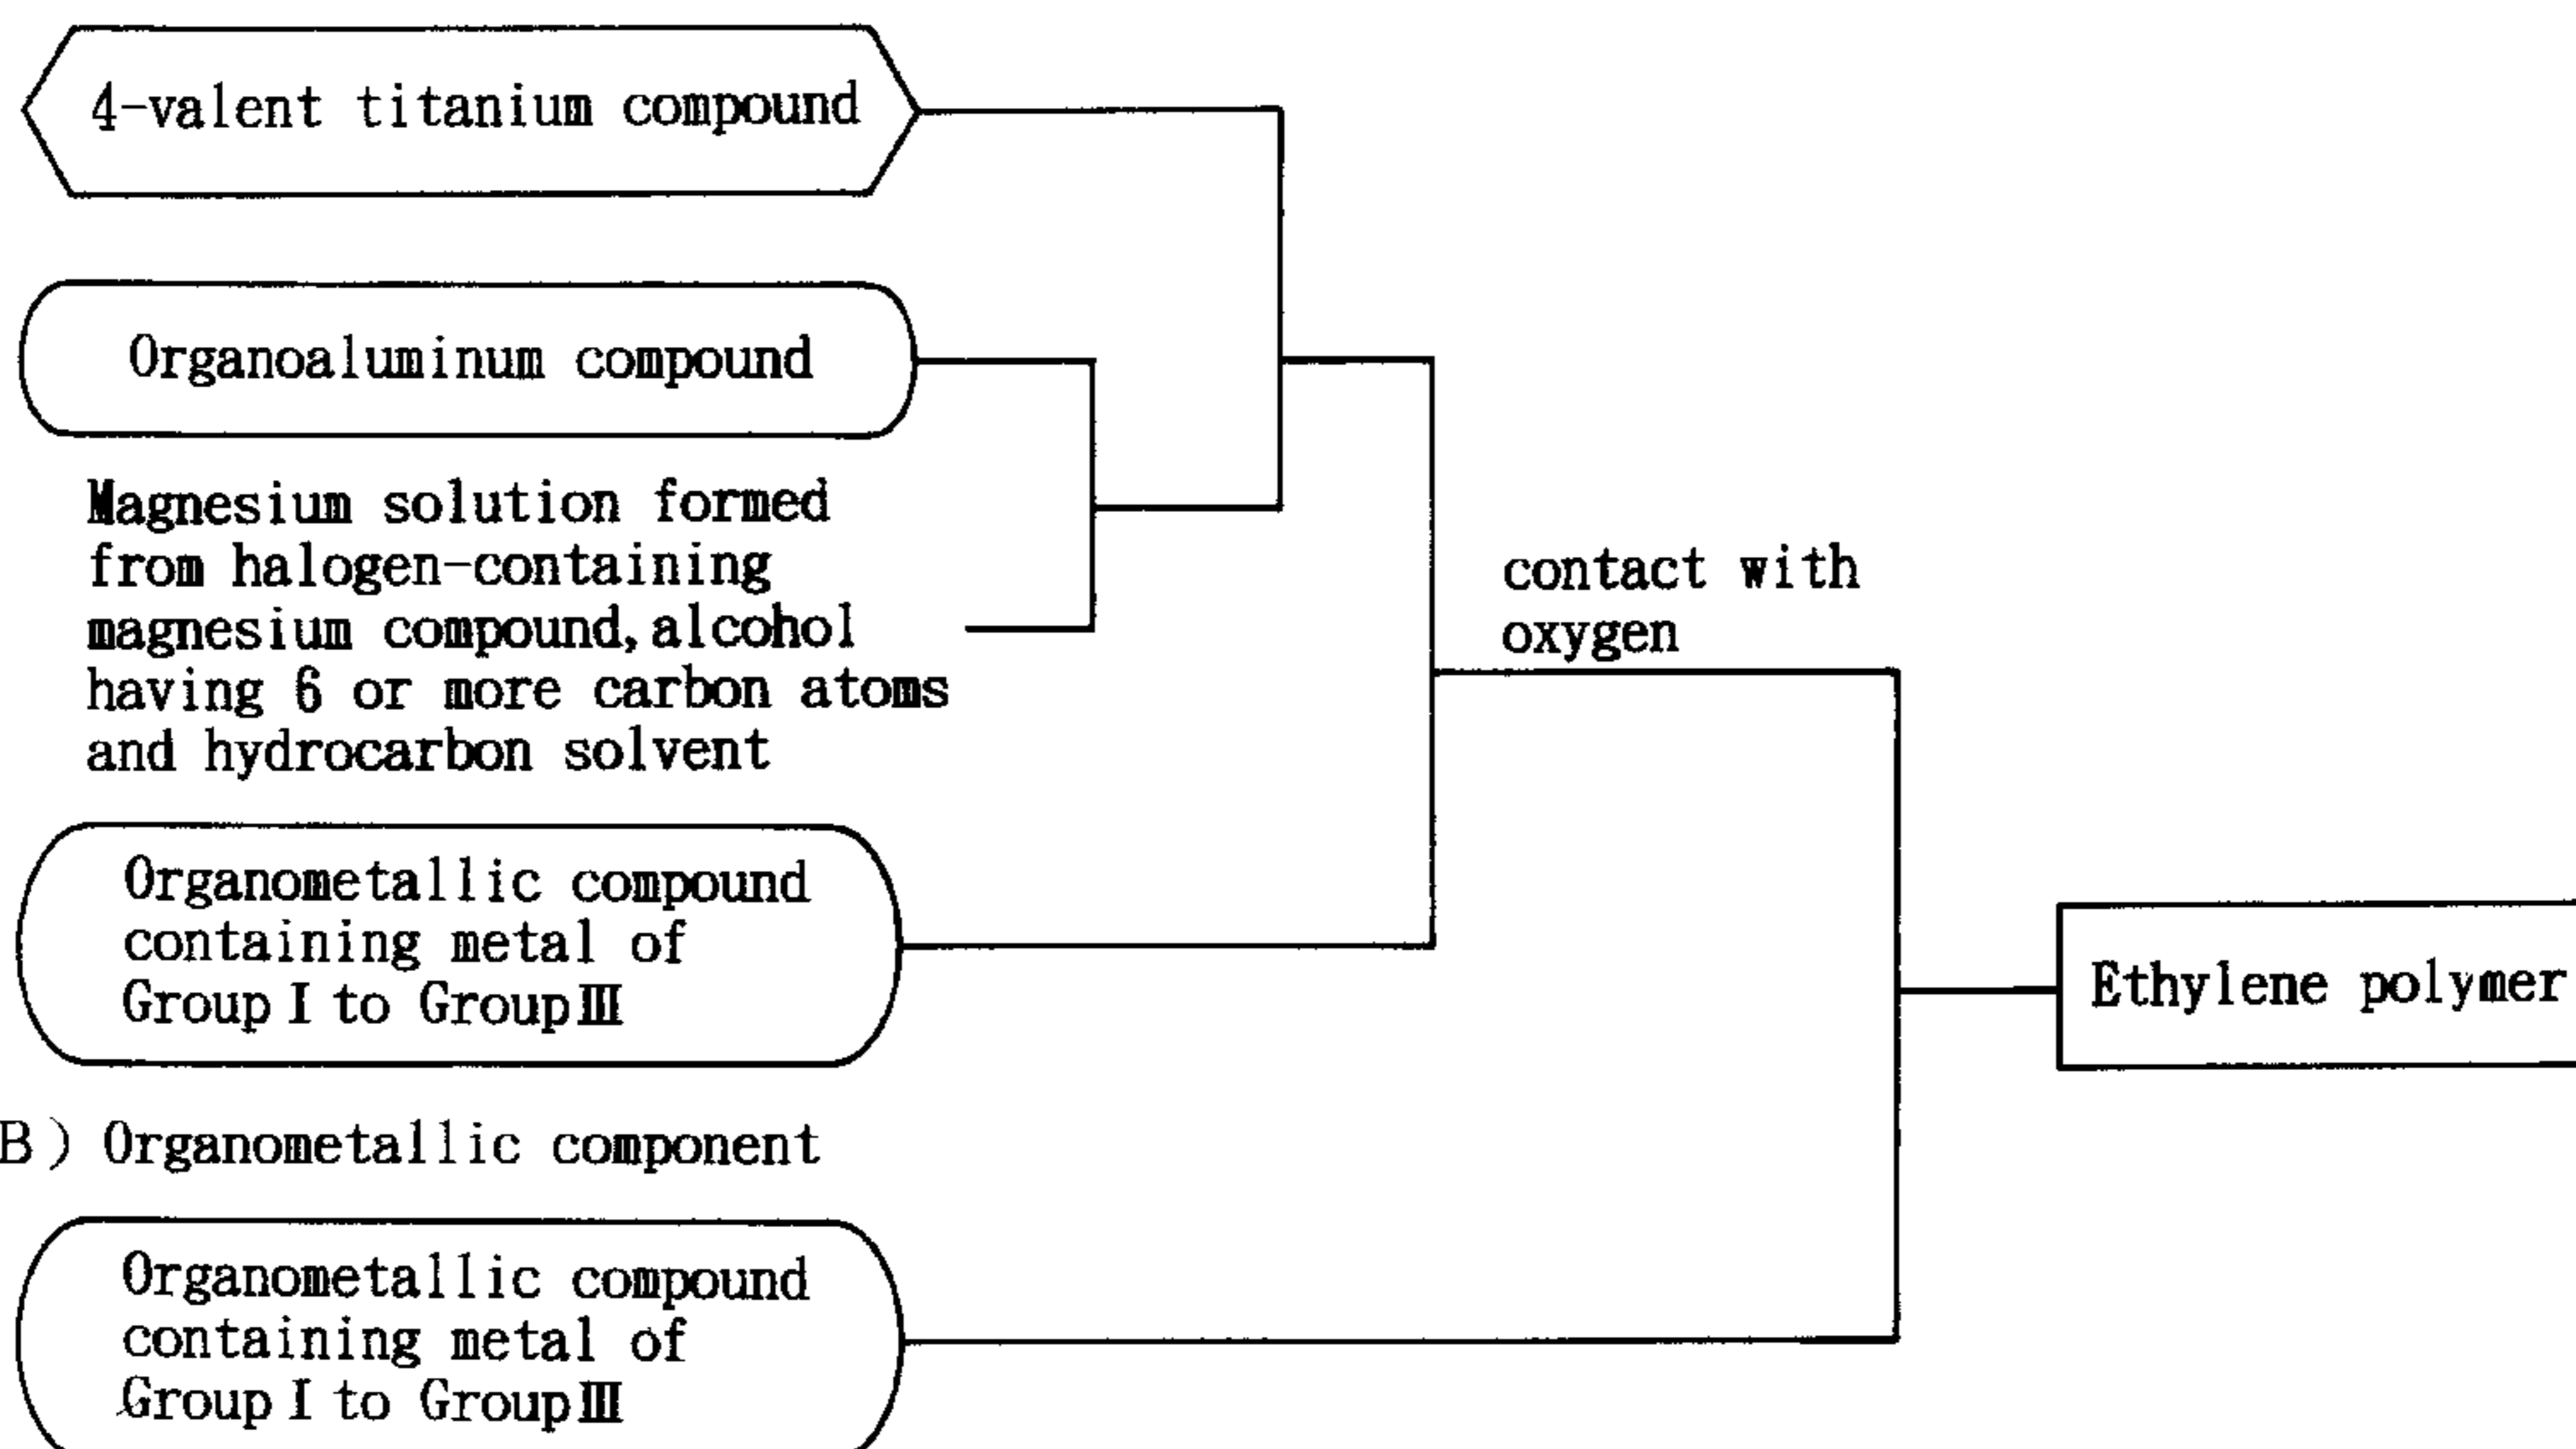 4-valent titanium compound
Organoaluminum compound
Magnesium solution formed
from halogen-containing
magnesium compound, alcohol
having 6 or more carbon atoms
and hydrocarbon solvent
contact with
oxygen
Organometallic compound
containing metal of
Group I to Group III
Ethylene polymer
B) Organometallic component
Organometallic compound
containing metal of
Group I to Group III